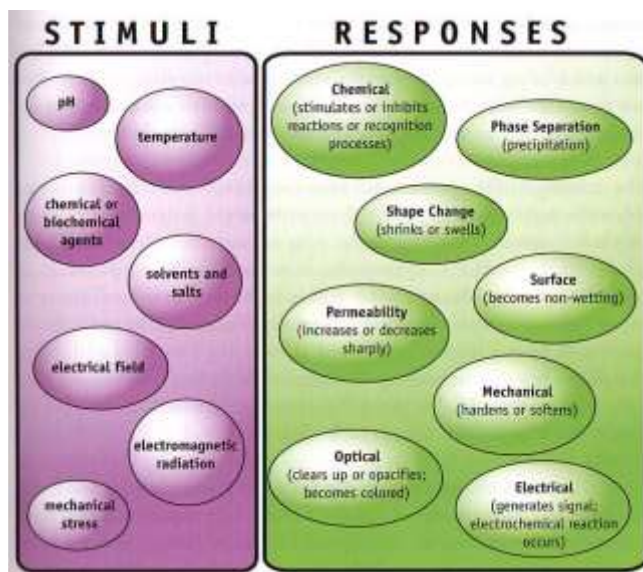 STIMULI
pH
temperature
chemical or
biochemical
agents
solvents and
salts
electrical field
electromagnetic
radiation
mechanical
stress
RESPONSES
Chemical
(stimulates or inhibits
reactions or recognition
processes)
Phase Separation
(precipitation)
Shape Change
(shrinks or swells)
Surface
(becomes non-wetting)
Permeability
(increases or decreases
sharply)
Mechanical
(hardens or softens)
Optical
(clears up or opacifies;
becomes colored)
Electrical
(generates signal;
electrochemical reaction
occurs)